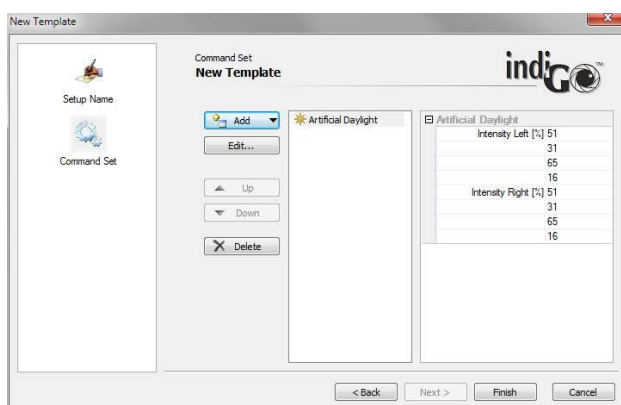 New Template
Setup Name
Command Set
Command Set
New Template
indiGo™
Add
Edit...
Up
Down
Delete
Artificial Daylight
Artificial Daylight
Intensity Left [%] 51
31
65
16
Intensity Right [%] 51
31
65
16
< Back
Next >
Finish
Cancel